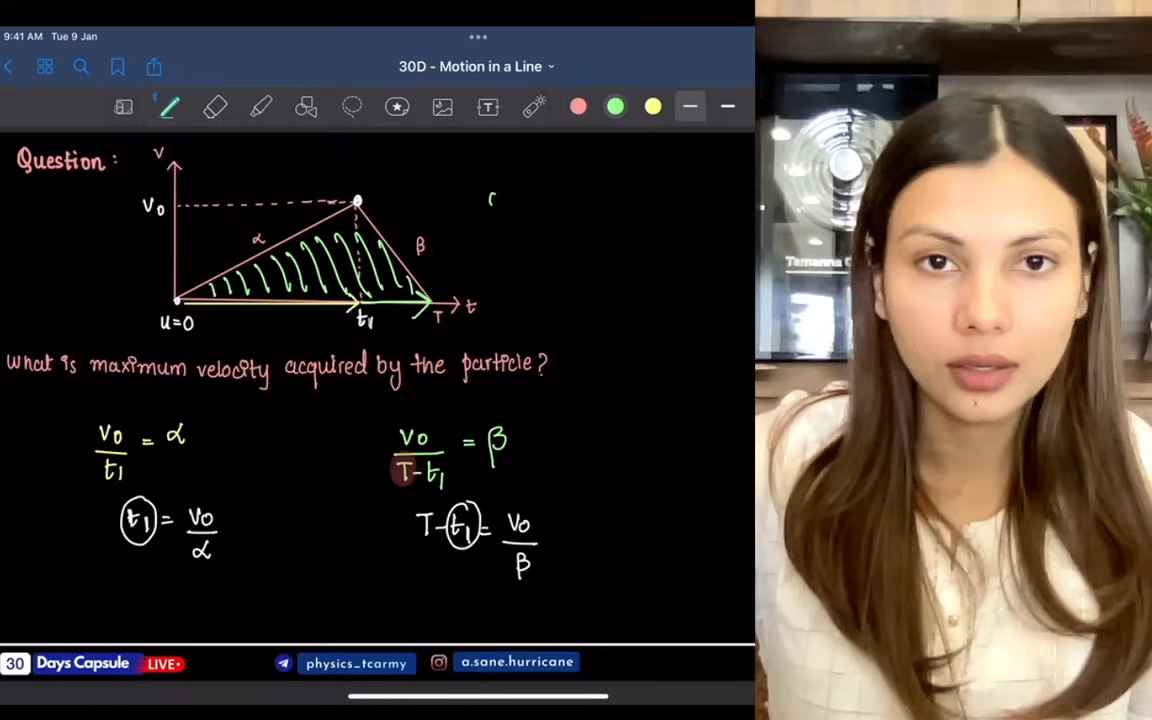 9:41 AM Tue 9 Jan
30D - Motion in a Line
T
Question:
v
v₀
α
β
u=0
t₁
T
t
What is maximum velocity acquired by the particle?
v₀/t₁ = α
v₀/(T-t₁) = β
t₁ = v₀/α
T-t₁ = v₀/β
30 Days Capsule LIVE
physics_tcarmy
a.sane.hurricane